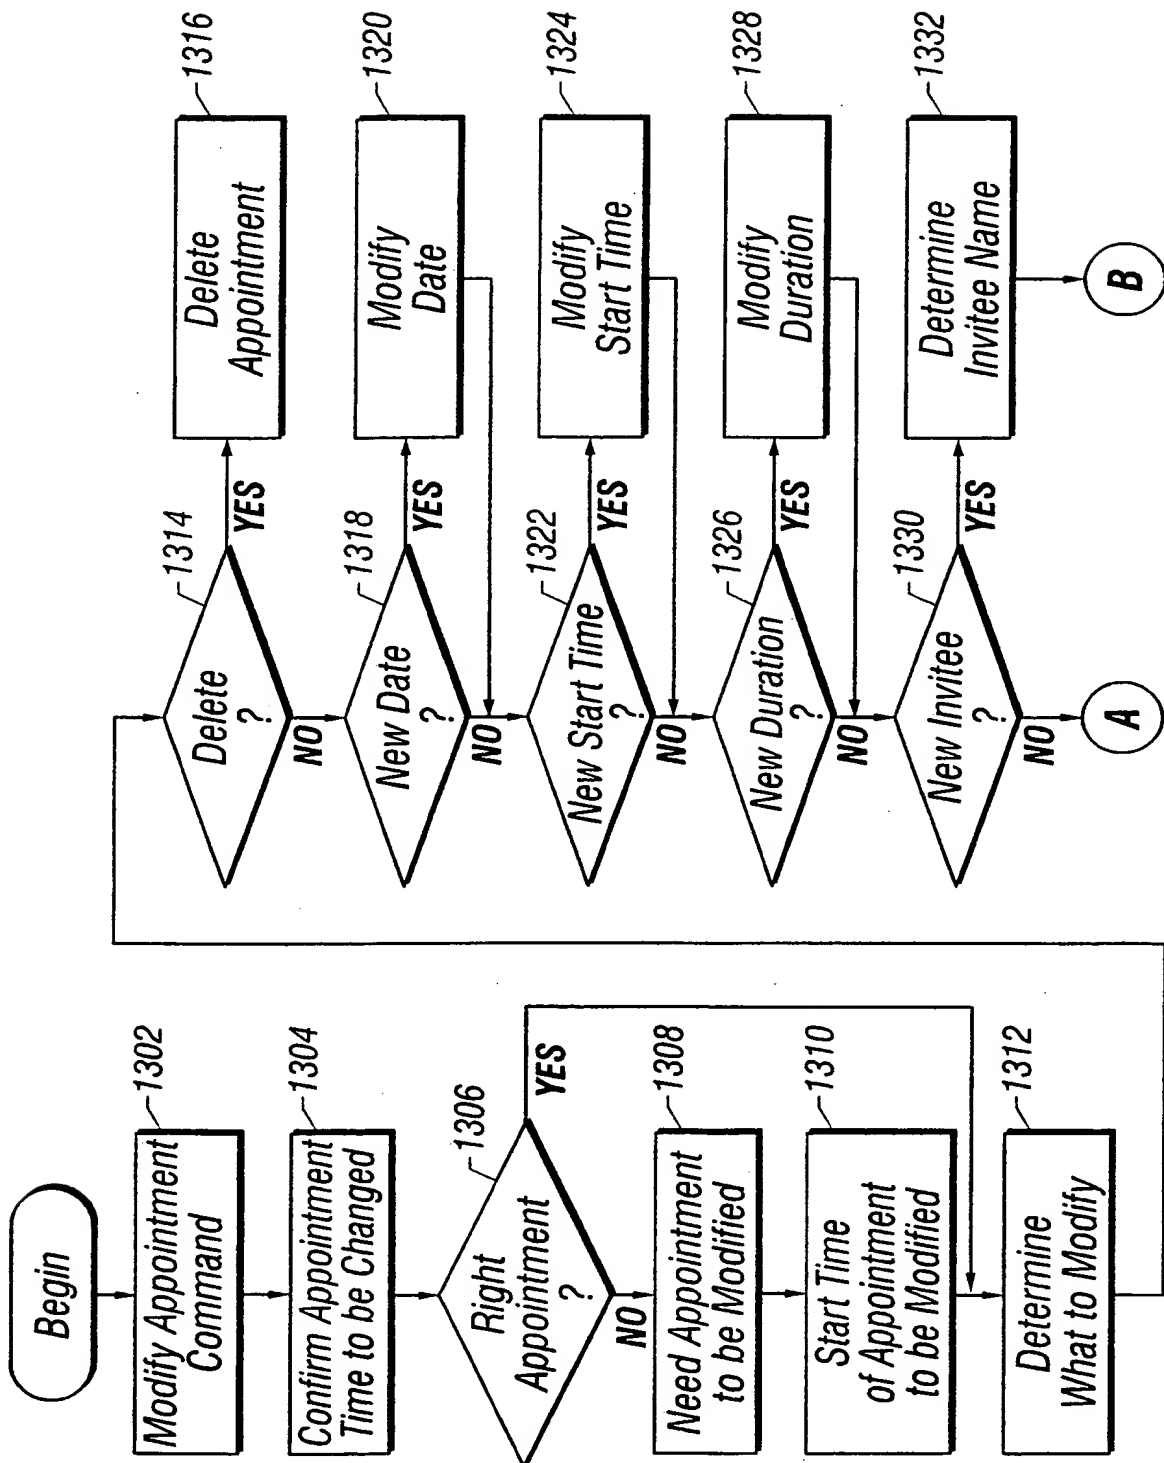 Begin
1302
Modify Appointment
Command
1304
Confirm Appointment
Time to be Changed
1306
Right
Appointment
?
YES
NO
1308
Need Appointment
to be Modified
1310
Start Time
of Appointment
to be Modified
1312
Determine
What to Modify
1314
Delete
?
YES
NO
1316
Delete
Appointment
1318
New Date
?
YES
NO
1320
Modify
Date
1322
New Start Time
?
YES
NO
1324
Modify
Start Time
1326
New Duration
?
YES
NO
1328
Modify
Duration
1330
New Invitee
?
YES
NO
1332
Determine
Invitee Name
A
B